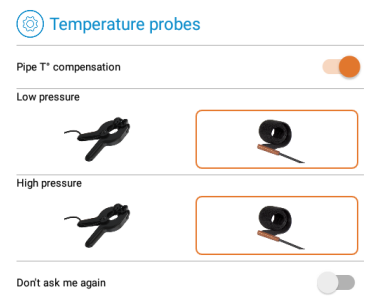 Temperature probes
Pipe T° compensation
Low pressure
High pressure
Don't ask me again